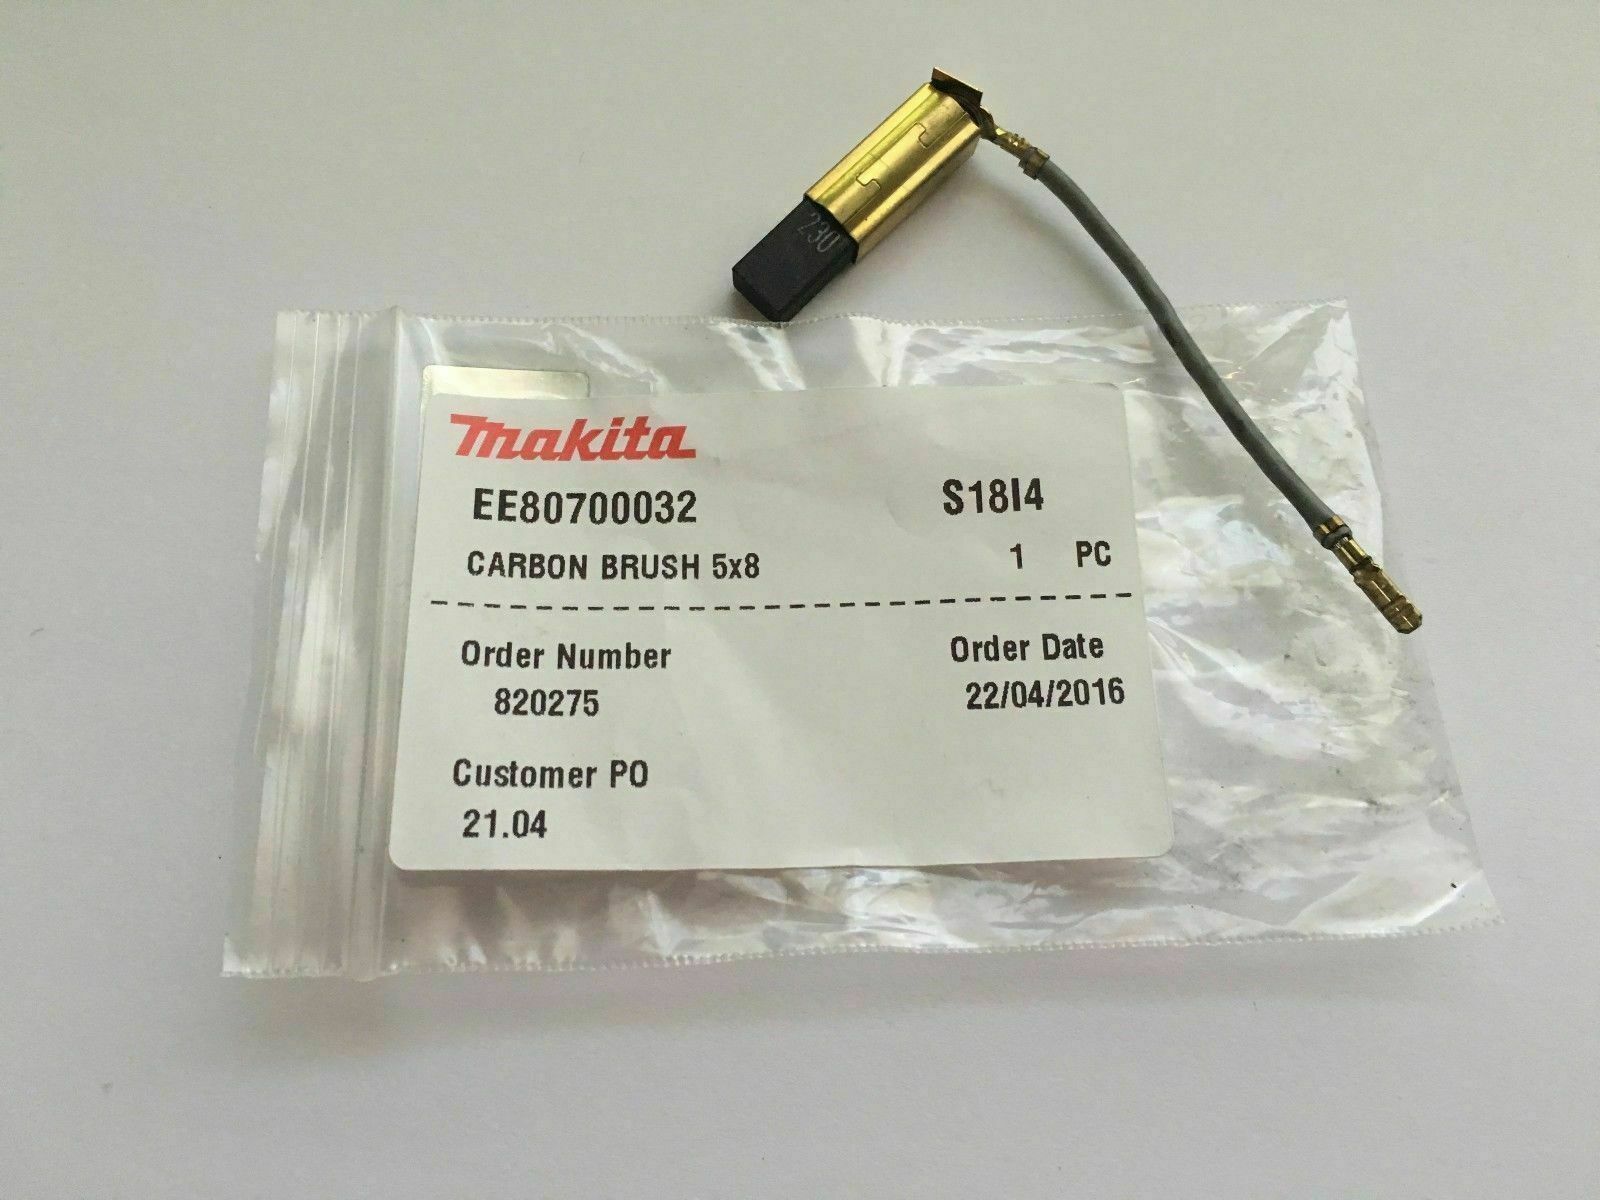 230
makita
EE80700032 S18I4
CARBON BRUSH 5x8 1 PC
Order Number Order Date
820275 22/04/2016
Customer PO
21.04